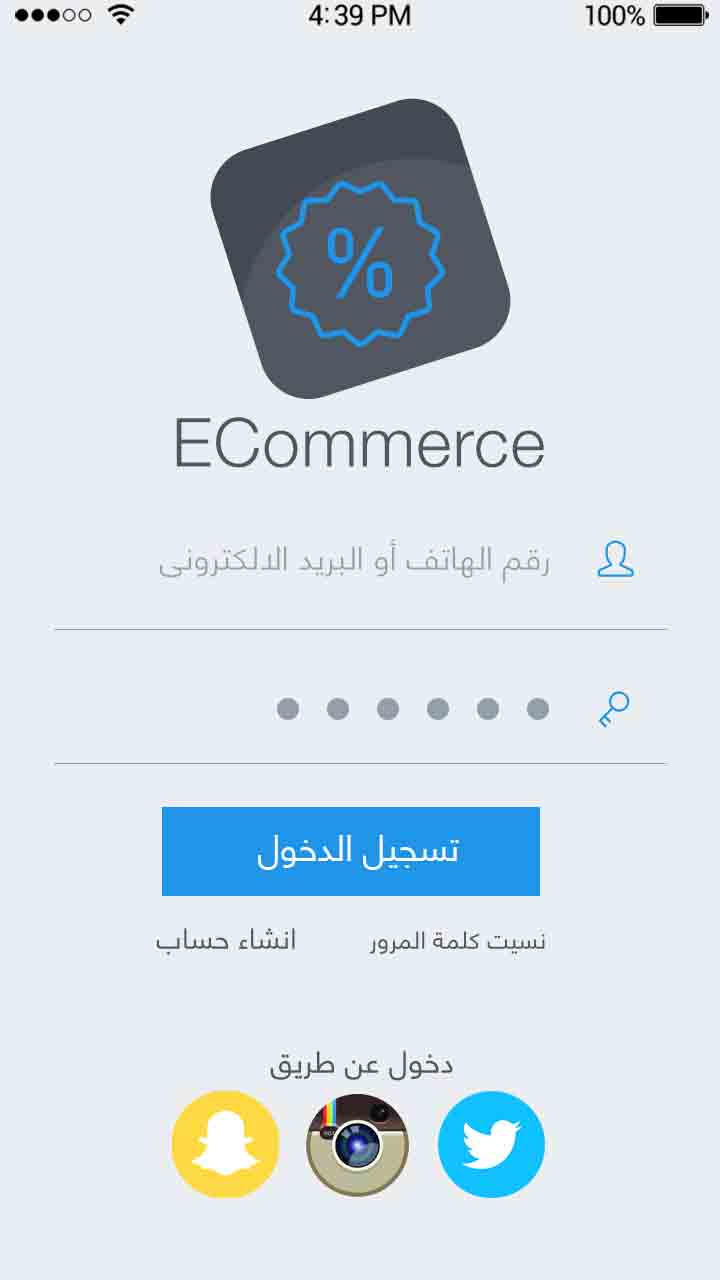 4:39 PM
100%
%
ECommerce
رقم الهاتف أو البريد الالكترونى
تسجيل الدخول
نسيت كلمة المرور
انشاء حساب
دخول عن طريق